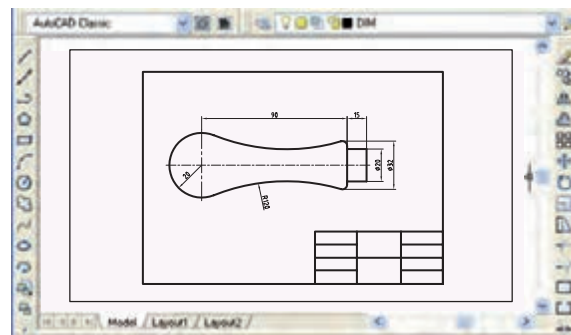 AutoCAD Classic DIM
90 15
20 R120 ø20 ø32
Model / Layout1 / Layout2 /